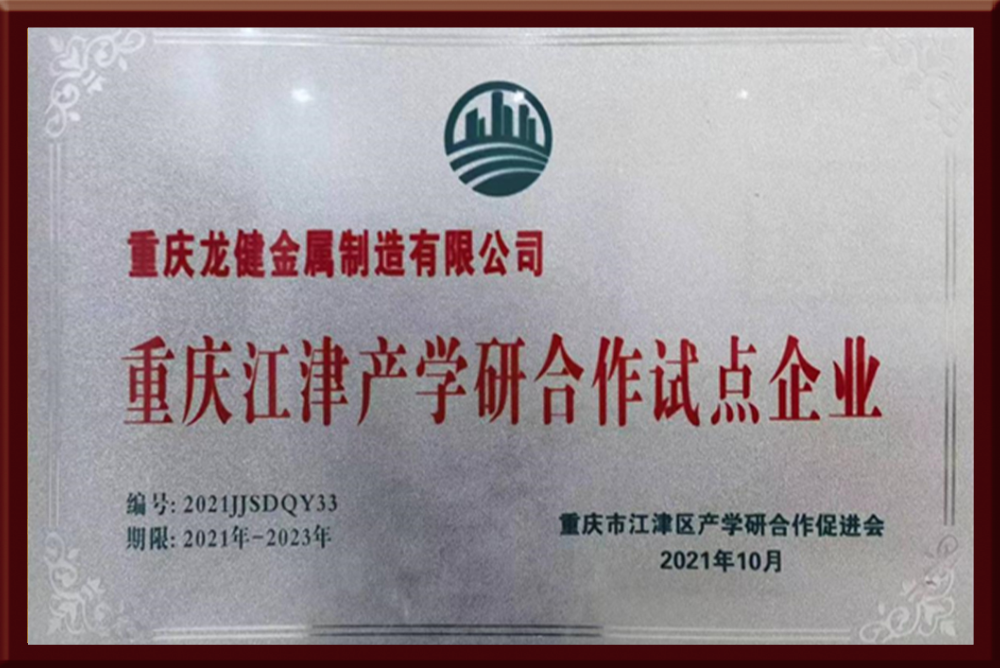 重庆龙健金属制造有限公司
重庆江津产学研合作试点企业
编号: 2021JJSDQY33
期限: 2021年-2023年
重庆市江津区产学研合作促进会
2021年10月